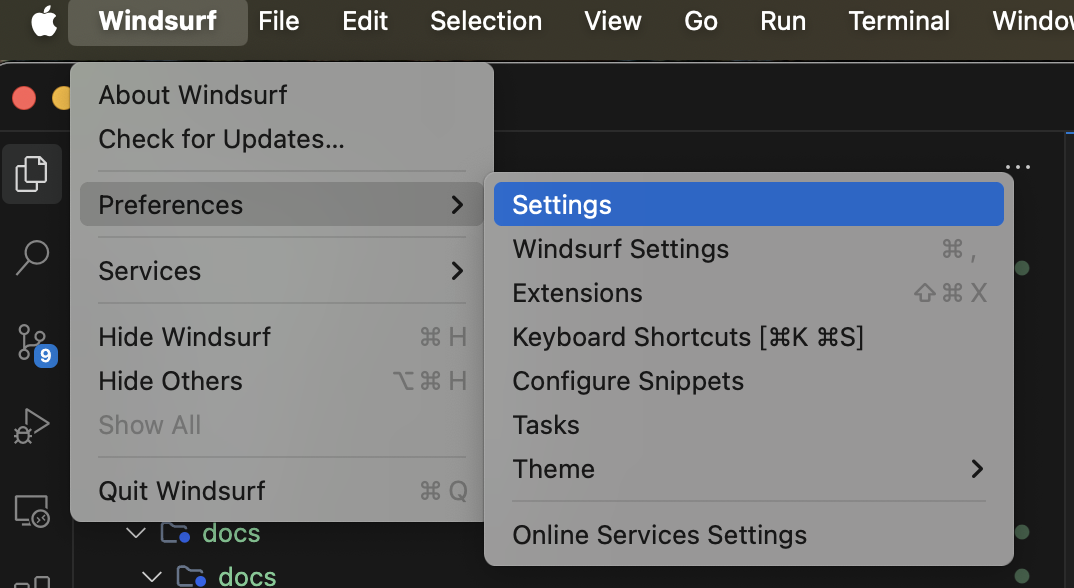 Windsurf File Edit Selection View Go Run Terminal Window
About Windsurf
Check for Updates...
Preferences
Services
Hide Windsurf ⌘ H
Hide Others ⌥ ⌘ H
Show All
Quit Windsurf ⌘ Q
Settings
Windsurf Settings ⌘ ,
Extensions ⇧ ⌘ X
Keyboard Shortcuts [⌘K ⌘S]
Configure Snippets
Tasks
Theme
Online Services Settings
9
docs
docs